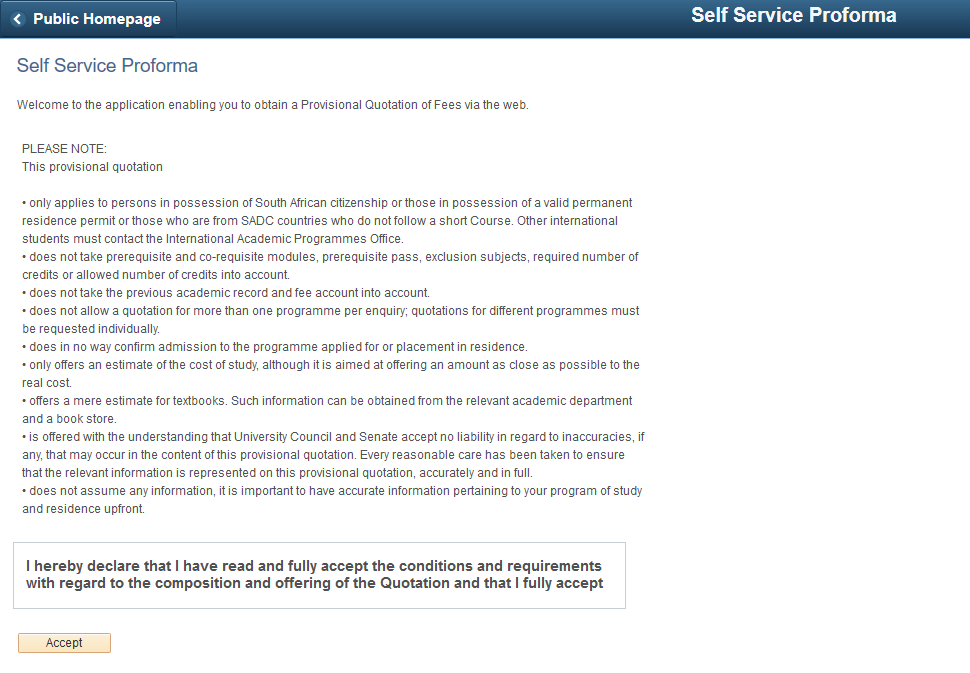 Public Homepage
Self Service Proforma
Self Service Proforma
Welcome to the application enabling you to obtain a Provisional Quotation of Fees via the web.
PLEASE NOTE:
This provisional quotation
• only applies to persons in possession of South African citizenship or those in possession of a valid permanent
residence permit or those who are from SADC countries who do not follow a short Course. Other international
students must contact the International Academic Programmes Office.
• does not take prerequisite and co-requisite modules, prerequisite pass, exclusion subjects, required number of
credits or allowed number of credits into account.
• does not take the previous academic record and fee account into account.
• does not allow a quotation for more than one programme per enquiry; quotations for different programmes must
be requested individually.
• does in no way confirm admission to the programme applied for or placement in residence.
• only offers an estimate of the cost of study, although it is aimed at offering an amount as close as possible to the
real cost.
• offers a mere estimate for textbooks. Such information can be obtained from the relevant academic department
and a book store.
• is offered with the understanding that University Council and Senate accept no liability in regard to inaccuracies, if
any, that may occur in the content of this provisional quotation. Every reasonable care has been taken to ensure
that the relevant information is represented on this provisional quotation, accurately and in full.
• does not assume any information, it is important to have accurate information pertaining to your program of study
and residence upfront.
I hereby declare that I have read and fully accept the conditions and requirements
with regard to the composition and offering of the Quotation and that I fully accept
Accept